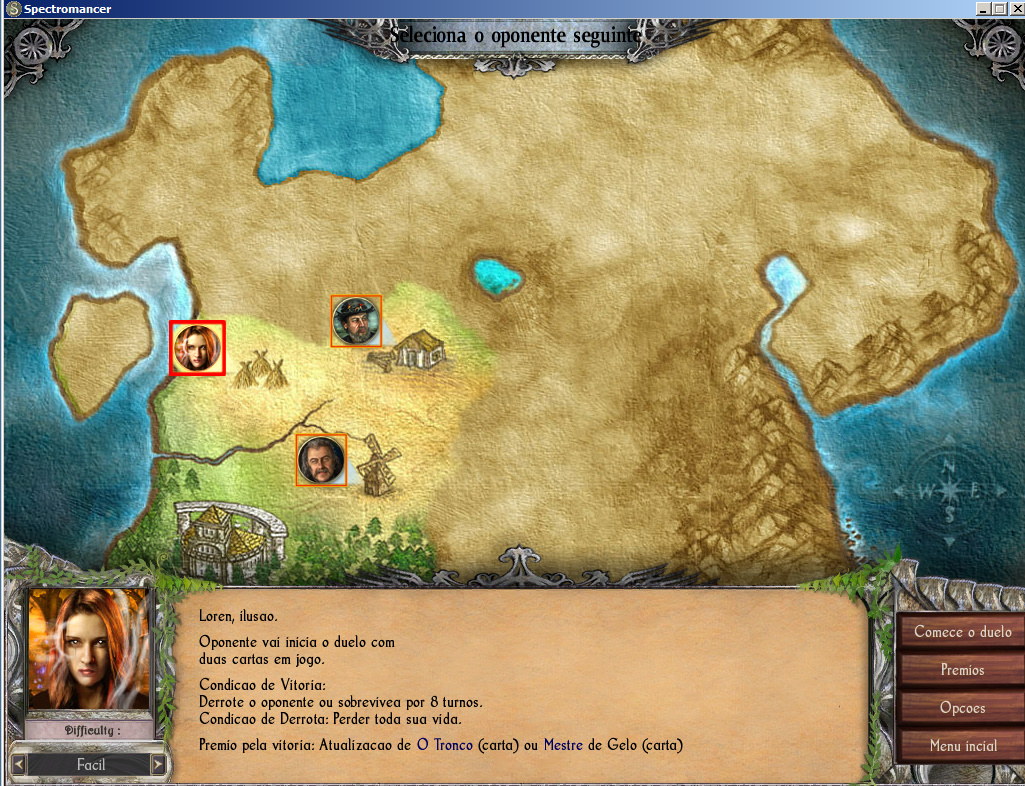 Spectromancer
Seleciona o oponente seguinte
N
W E
S
Loren, ilusao.
Oponente vai inicia o duelo com
duas cartas em jogo.
Condicao de Vitoria:
Derrote o oponente ou sobrevivea por 8 turnos.
Condicao de Derrota: Perder toda sua vida.
Premio pela vitoria: Atualizacao de O Tronco (carta) ou Mestre de Gelo (carta)
Difficulty :
Facil
Comece o duelo
Premios
Opcoes
Menu incial